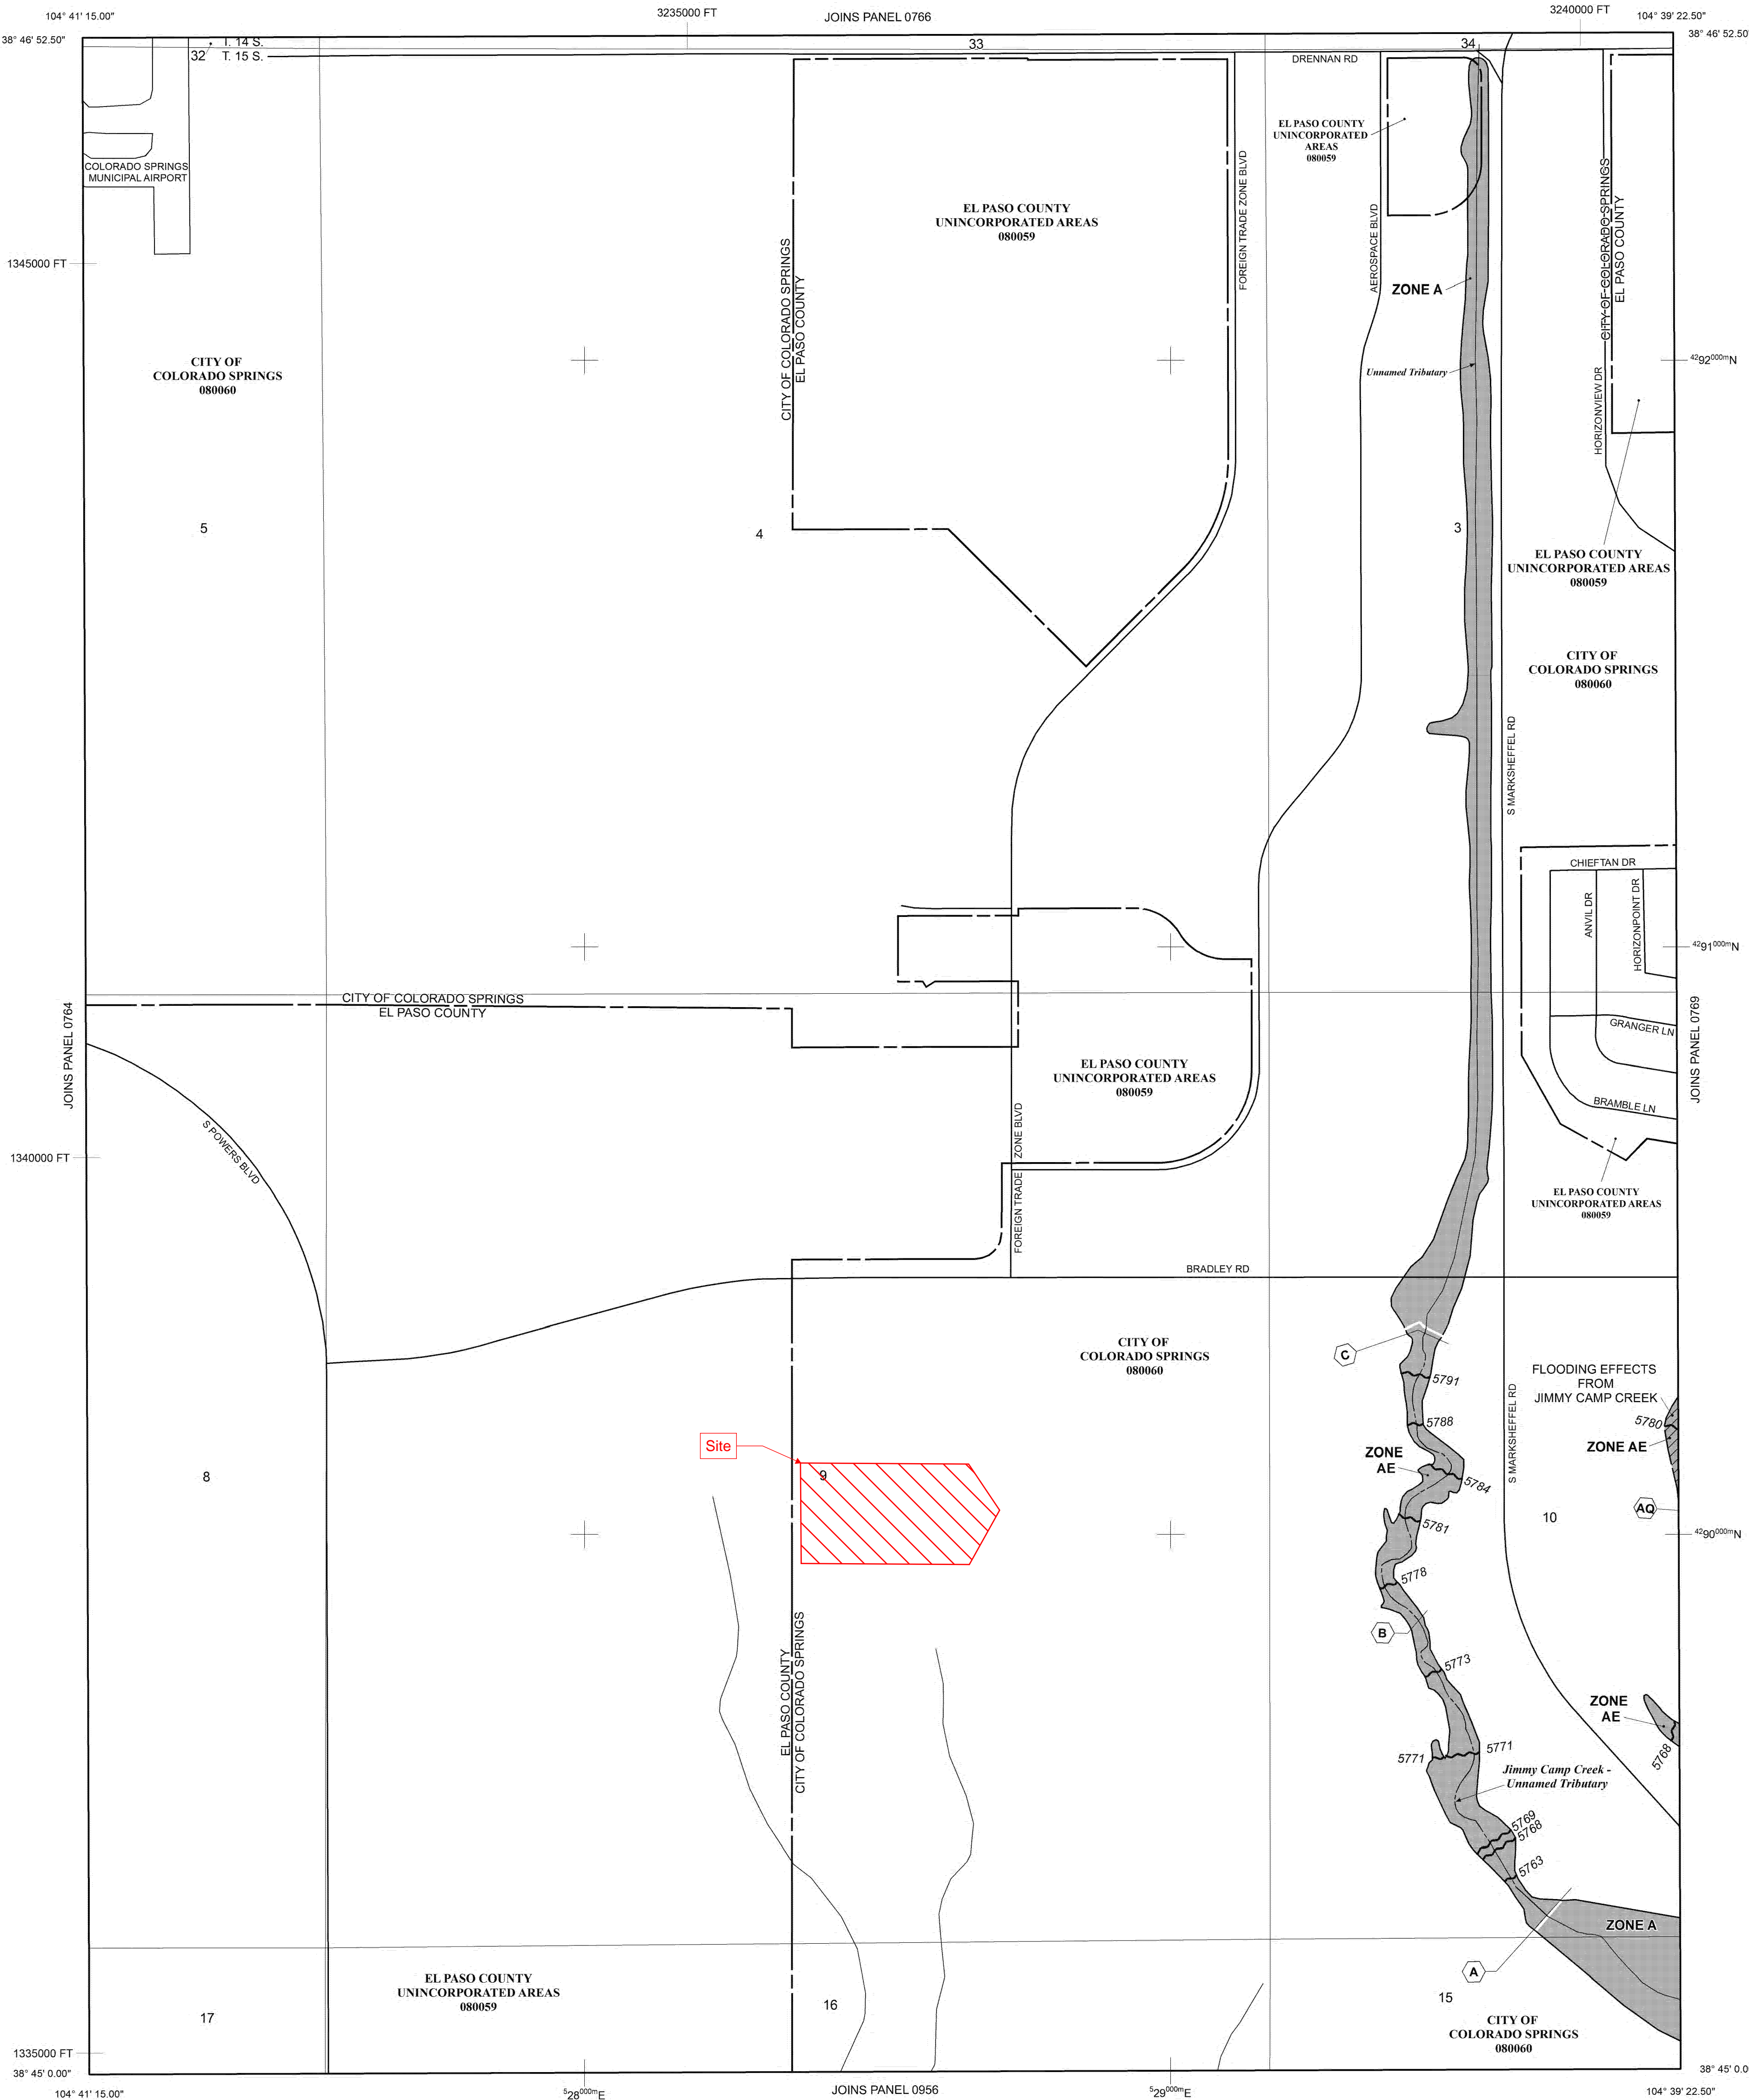 104° 41' 15.00"
3235000 FT
JOINS PANEL 0766
3240000 FT
104° 39' 22.50"
38° 46' 52.50"
38° 46' 52.50
T. 14 S.
32
T. 15 S.
33
34
DRENNAN RD
COLORADO SPRINGS
MUNICIPAL AIRPORT
EL PASO COUNTY
UNINCORPORATED
AREAS
080059
EL PASO COUNTY
UNINCORPORATED AREAS
080059
FOREIGN TRADE ZONE BLVD
AEROSPACE BLVD
CITY OF COLORADO SPRINGS
EL PASO COUNTY
CITY OF COLORADO SPRINGS
EL PASO COUNTY
1345000 FT
ZONE A
CITY OF
COLORADO SPRINGS
080060
Unnamed Tributary
HORIZONVIEW DR
4292000mN
5
4
3
EL PASO COUNTY
UNINCORPORATED AREAS
080059
CITY OF
COLORADO SPRINGS
080060
S MARKSHEFFEL RD
CHIEFTAN DR
ANVIL DR
HORIZONPOINT DR
4291000mN
CITY OF COLORADO SPRINGS
EL PASO COUNTY
JOINS PANEL 0764
JOINS PANEL 0769
GRANGER LN
EL PASO COUNTY
UNINCORPORATED AREAS
080059
BRAMBLE LN
S POWERS BLVD
1340000 FT
FOREIGN TRADE ZONE BLVD
EL PASO COUNTY
UNINCORPORATED AREAS
080059
BRADLEY RD
CITY OF
COLORADO SPRINGS
080060
C
5791
FLOODING EFFECTS
FROM
JIMMY CAMP CREEK
S MARKSHEFFEL RD
5788
5780
Site
ZONE
AE
ZONE AE
8
9
5784
AQ
10
5781
4290000mN
5778
B
EL PASO COUNTY
CITY OF COLORADO SPRINGS
5773
ZONE
AE
5771
5771
5768
Jimmy Camp Creek -
Unnamed Tributary
5769
5768
5763
ZONE A
A
EL PASO COUNTY
UNINCORPORATED AREAS
080059
17
16
15
CITY OF
COLORADO SPRINGS
080060
1335000 FT
38° 45' 0.00"
38° 45' 0.0
104° 41' 15.00"
528000mE
JOINS PANEL 0956
529000mE
104° 39' 22.50"